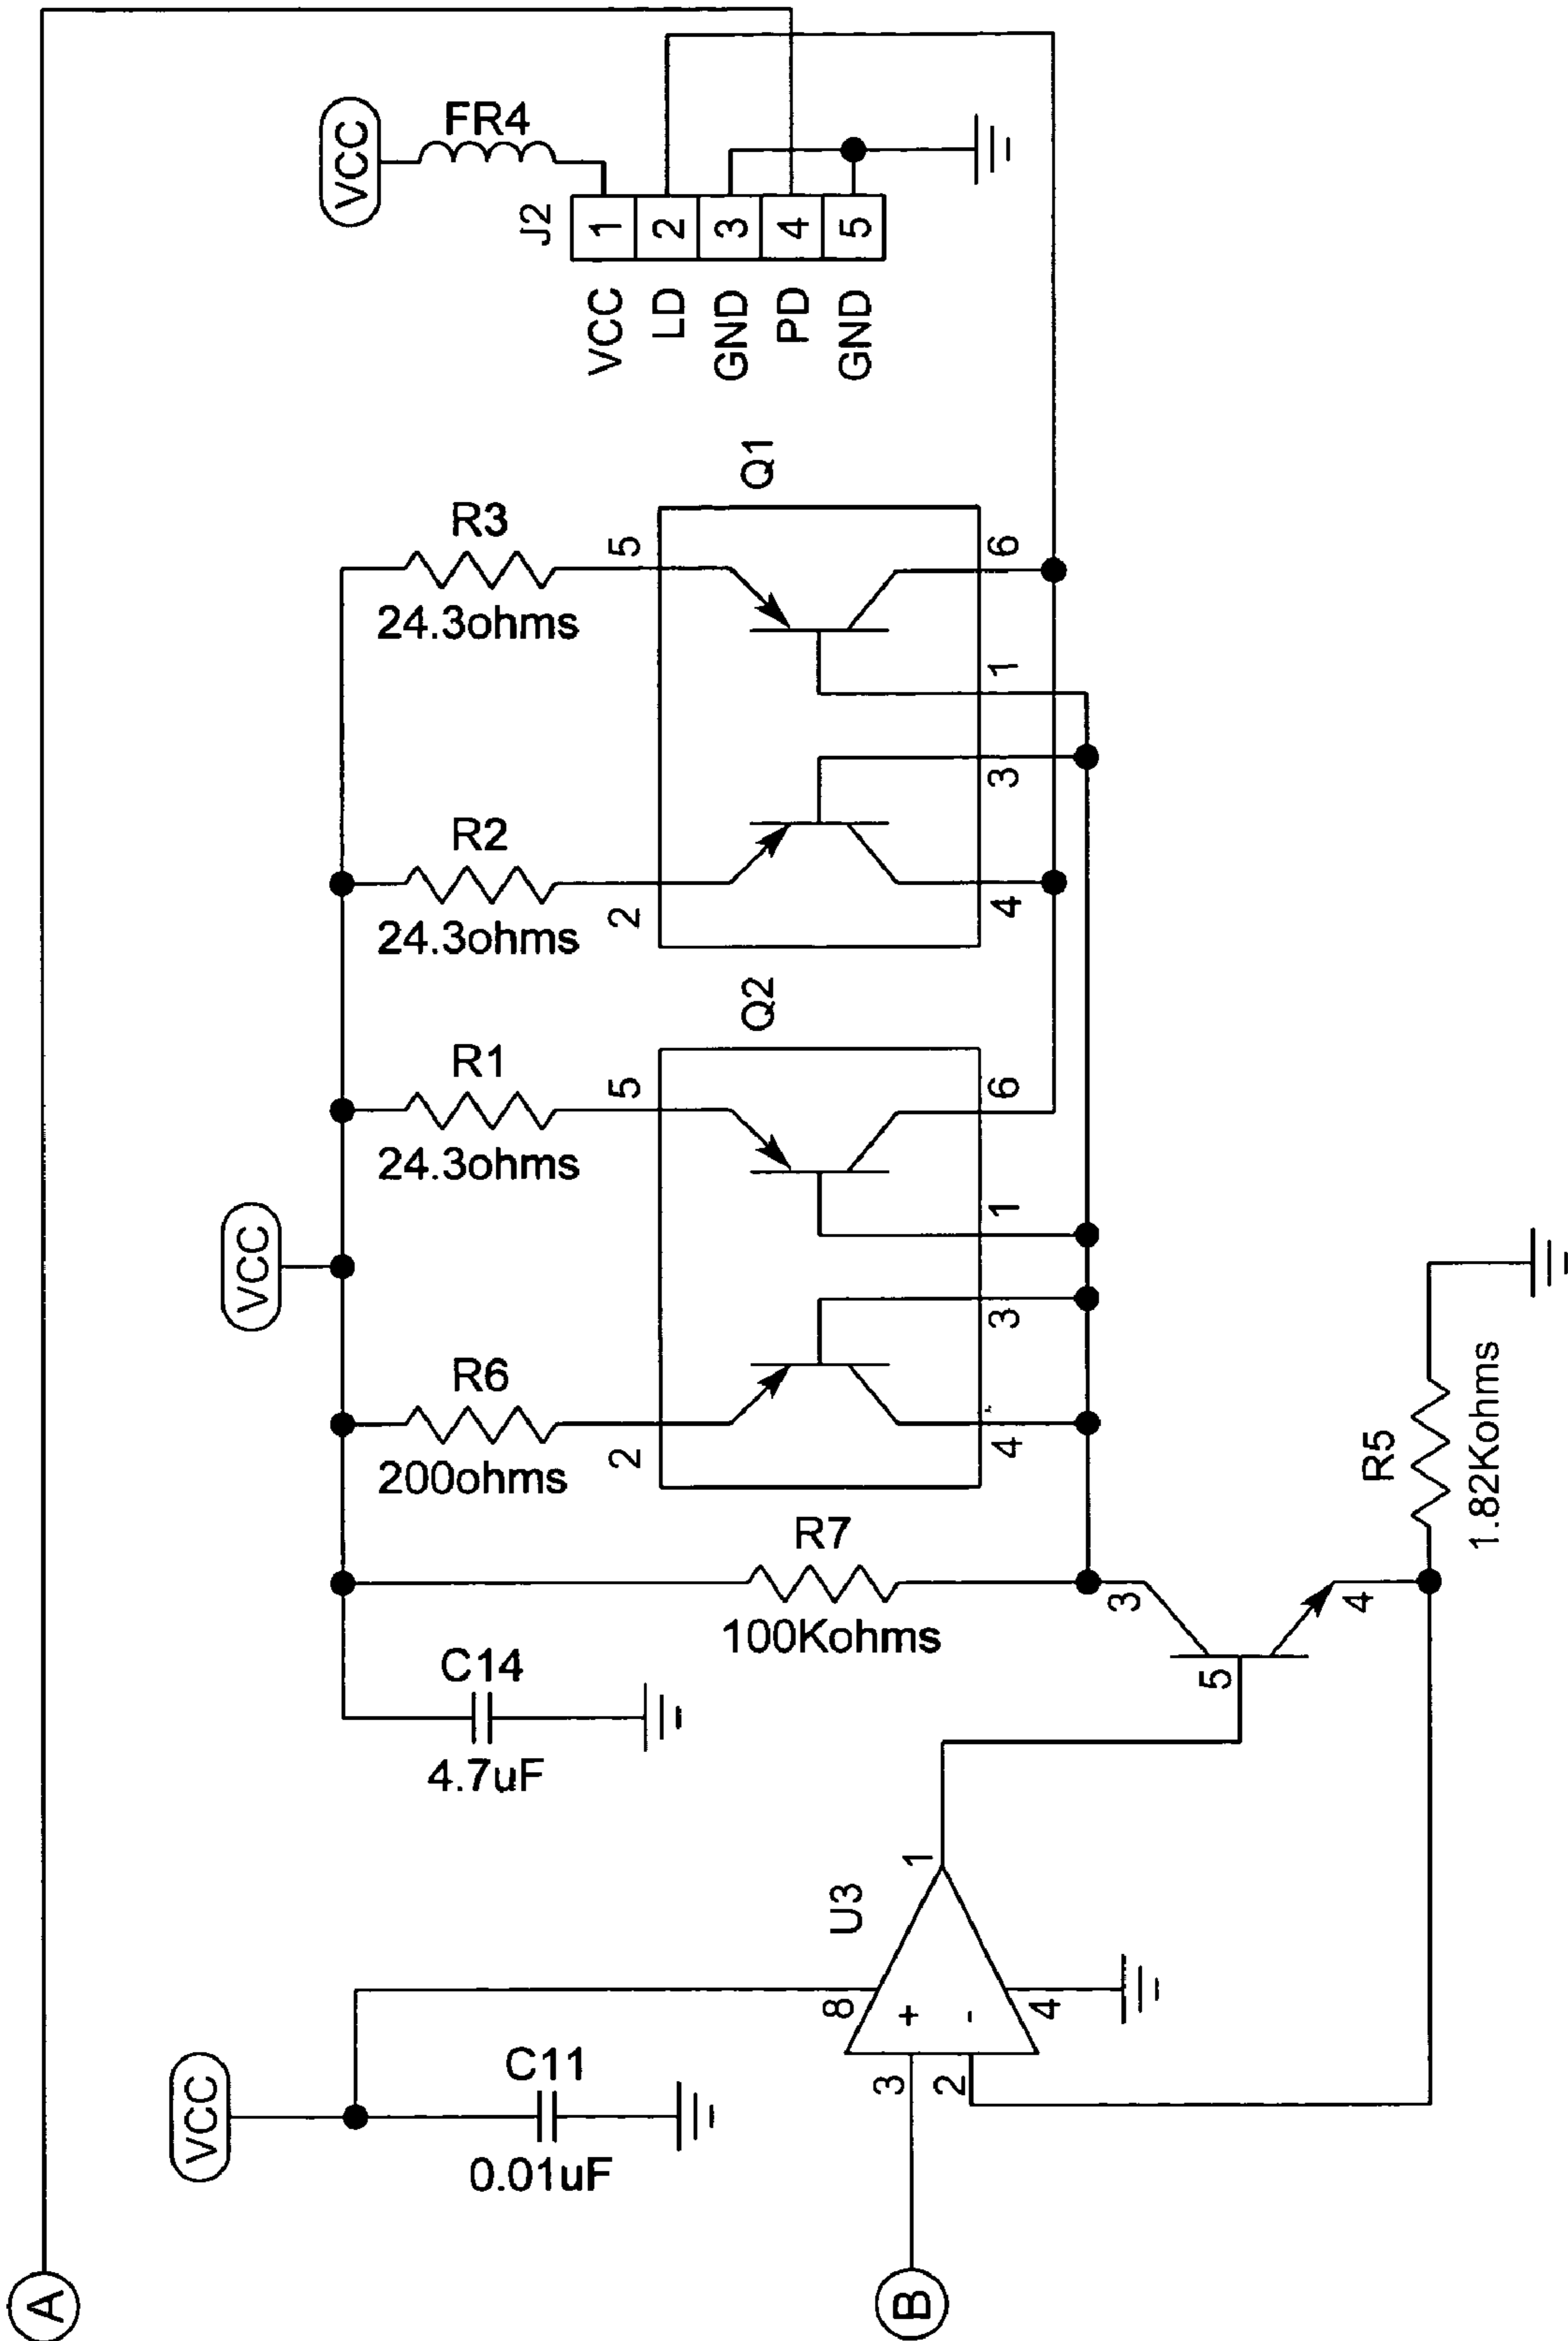 A
VCC
FR4
J2
1
2
3
4
5
VCC
LD
GND
PD
GND
VCC
R6
200ohms
R1
24.3ohms
R2
24.3ohms
R3
24.3ohms
2
5
Q2
2
5
Q1
4
3
1
6
4
3
1
6
C14
4.7uF
R7
100Kohms
3
5
4
R5
1.82Kohms
VCC
C11
0.01uF
U3
8
3
+
2
-
4
1
B